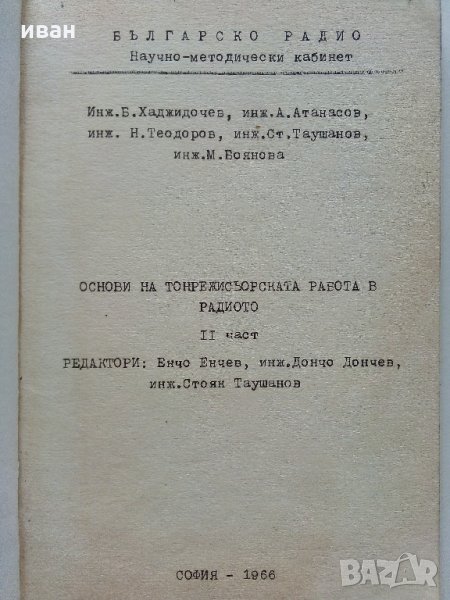 иван
БЪЛГАРСКО РАДИО
Научно-методически кабинет
Инж.Б.Хаджидочев, инж.А.Атанасов,
инж. Н.Теодоров, инж.Ст.Таушанов,
инж.М.Боянова
ОСНОВИ НА ТОНРЕЖИСЬОРСКАТА РАБОТА В
РАДИОТО
II част
РЕДАКТОРИ: Енчо Енчев, инж.Дончо Дончев,
инж.Стоян Таушанов
СОФИЯ - 1966
BAZAR